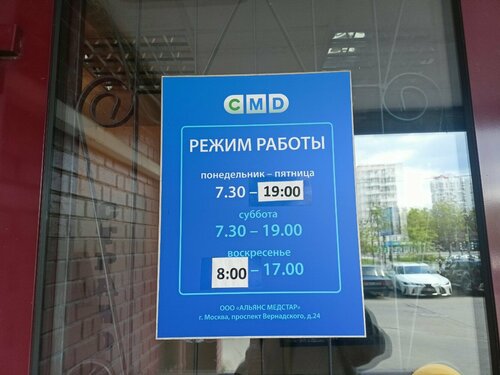 CMD
РЕЖИМ РАБОТЫ
понедельник – пятница
7.30 – 19:00
суббота
7.30 – 19.00
воскресенье
8:00 – 17.00
ООО «АЛЬЯНС МЕДСТАР»
г. Москва, проспект Вернадского, д.24